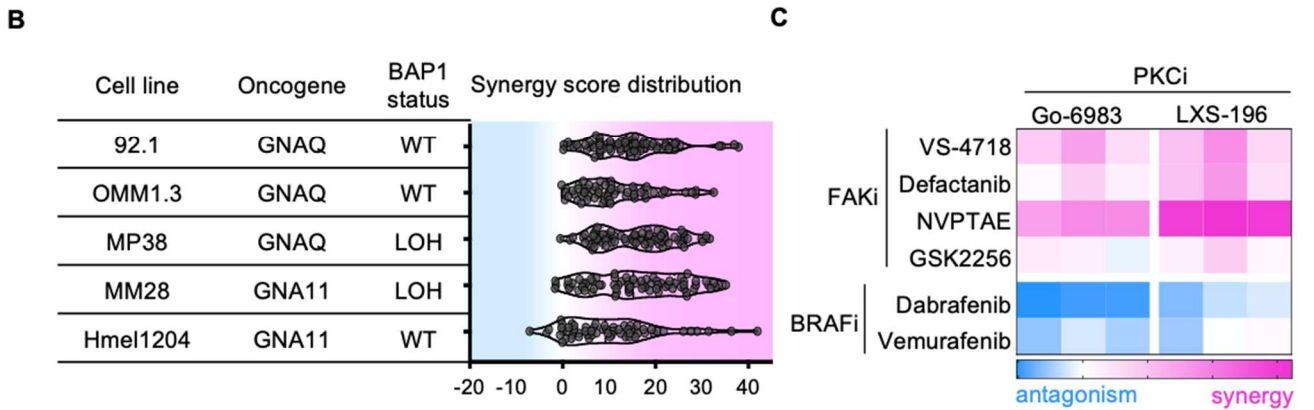 B
Cell line Oncogene BAP1 status Synergy score distribution
92.1 GNAQ WT
OMM1.3 GNAQ WT
MP38 GNAQ LOH
MM28 GNA11 LOH
Hmel1204 GNA11 WT
-20 -10 0 10 20 30 40
C
PKCi
Go-6983 LXS-196
FAKi
VS-4718
Defactanib
NVPTAE
GSK2256
BRAFi
Dabrafenib
Vemurafenib
antagonism synergy